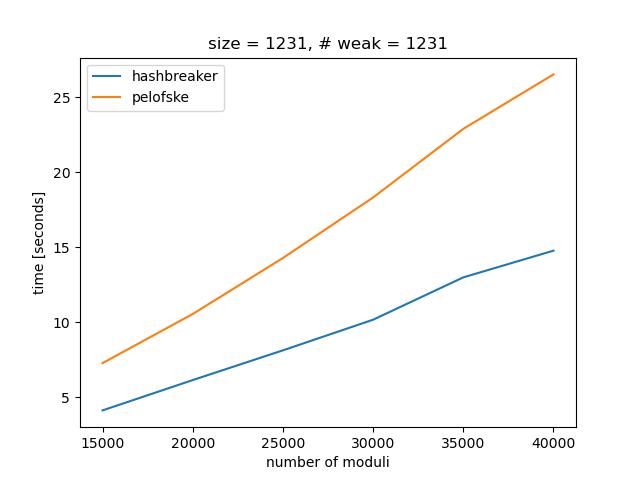 size = 1231, # weak = 1231
hashbreaker
pelofske
time [seconds]
25
20
15
10
5
15000 20000 25000 30000 35000 40000
number of moduli